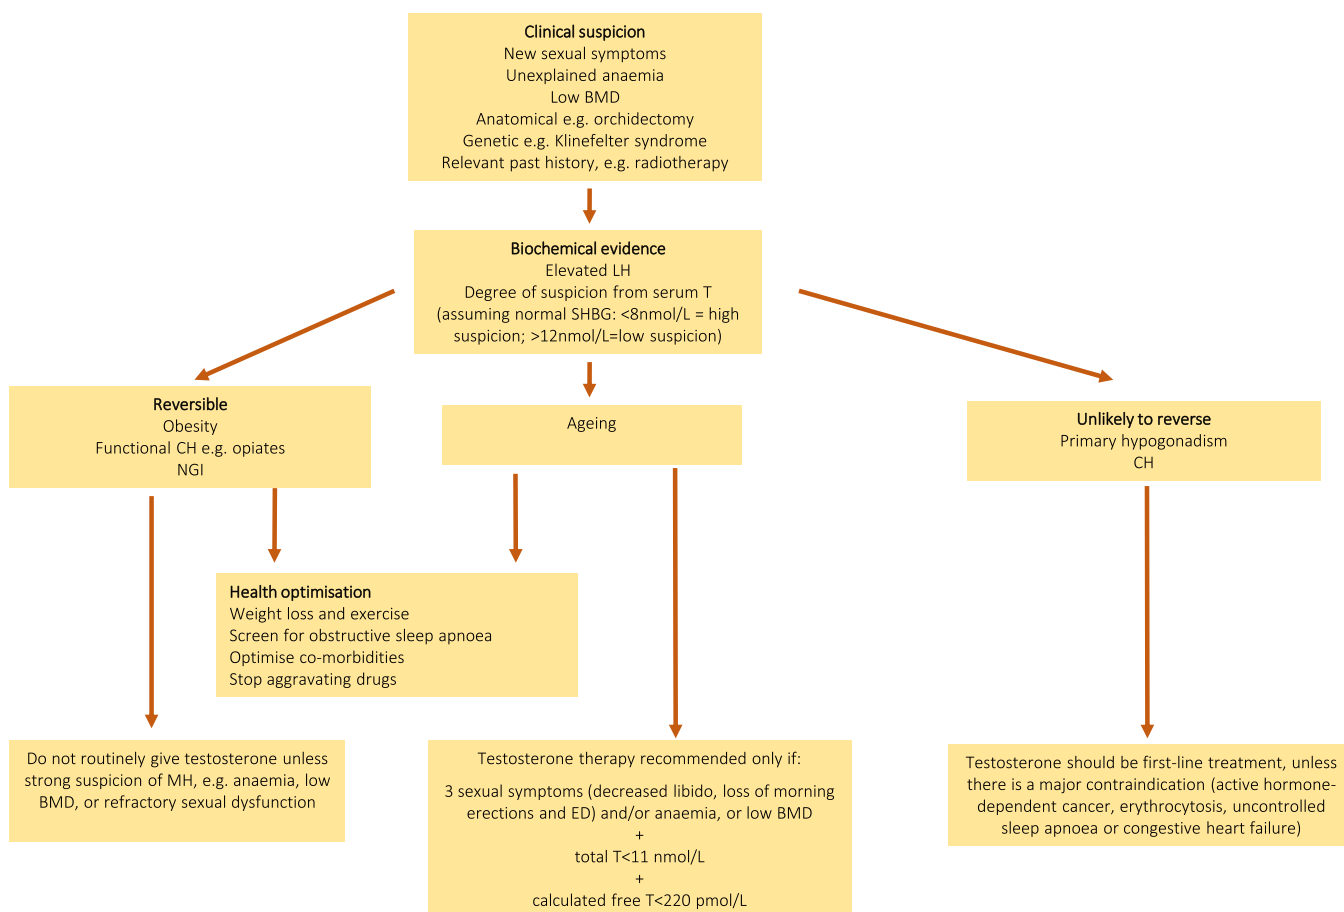 Clinical suspicion
New sexual symptoms
Unexplained anaemia
Low BMD
Anatomical e.g. orchidectomy
Genetic e.g. Klinefelter syndrome
Relevant past history, e.g. radiotherapy
Biochemical evidence
Elevated LH
Degree of suspicion from serum T
(assuming normal SHBG: <8nmol/L = high
suspicion; >12nmol/L=low suspicion)
Reversible
Obesity
Functional CH e.g. opiates
NGI
Ageing
Unlikely to reverse
Primary hypogonadism
CH
Health optimisation
Weight loss and exercise
Screen for obstructive sleep apnoea
Optimise co-morbidities
Stop aggravating drugs
Do not routinely give testosterone unless
strong suspicion of MH, e.g. anaemia, low
BMD, or refractory sexual dysfunction
Testosterone therapy recommended only if:
3 sexual symptoms (decreased libido, loss of morning
erections and ED) and/or anaemia, or low BMD
+
total T<11 nmol/L
+
calculated free T<220 pmol/L
Testosterone should be first-line treatment, unless
there is a major contraindication (active hormone-
dependent cancer, erythrocytosis, uncontrolled
sleep apnoea or congestive heart failure)